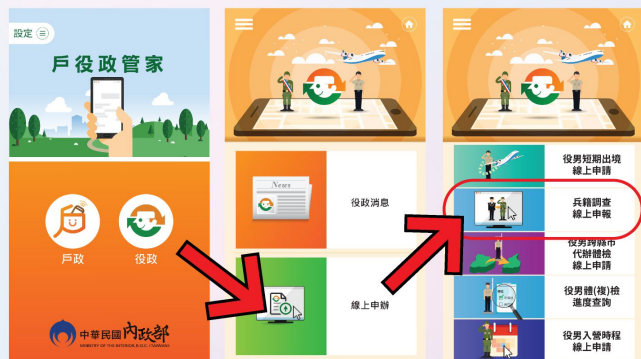 設定
戶役政管家
戶政
役政
中華民國內政部
MINISTRY OF THE INTERIOR, R.O.C. (TAIWAN)
News
役政消息
線上申辦
役男短期出境
線上申請
兵籍調查
線上申報
役男跨縣市
代辦體檢
線上申請
役男體(複)檢
進度查詢
役男入營時程
線上申請